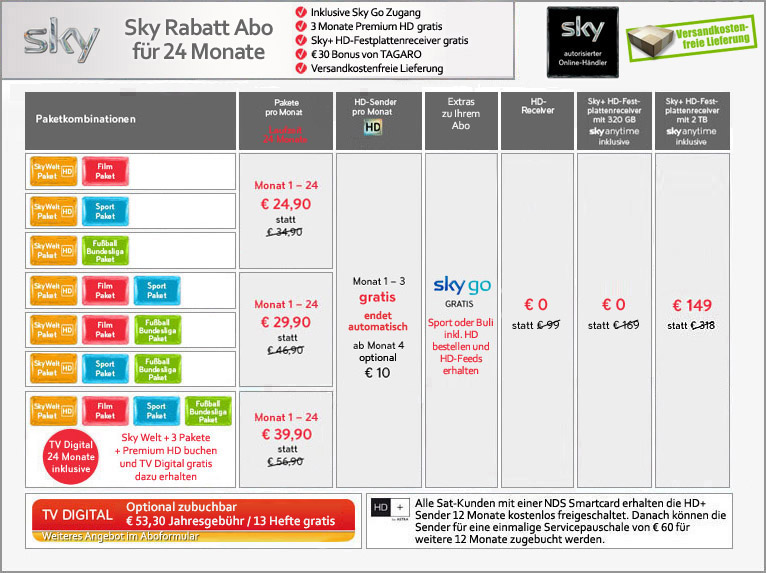 sky
Sky Rabatt Abo
für 24 Monate
Inklusive Sky Go Zugang
3 Monate Premium HD gratis
Sky+ HD-Festplattenreceiver gratis
€ 30 Bonus von TAGARO
Versandkostenfreie Lieferung
sky
autorisierter
Online-Händler
Versandkosten-
freie Lieferung
Paketkombinationen
Pakete
pro Monat
Laufzeit
24 Monate
HD-Sender
pro Monat
HD
Extras
zu Ihrem
Abo
HD-
Receiver
Sky+ HD-Fest-
plattenreceiver
mit 320 GB
sky anytime
inklusive
Sky+ HD-Fest-
plattenreceiver
mit 2 TB
sky anytime
inklusive
Sky Welt Paket HD Film Paket
Sky Welt Paket HD Sport Paket
Sky Welt Paket HD Fußball Bundesliga Paket
Monat 1 – 24
€ 24,90
statt
€ 34,90
Sky Welt Paket HD Film Paket Sport Paket
Sky Welt Paket HD Film Paket Fußball Bundesliga Paket
Sky Welt Paket HD Sport Paket Fußball Bundesliga Paket
Monat 1 – 24
€ 29,90
statt
€ 46,90
Sky Welt Paket HD Film Paket Sport Paket Fußball Bundesliga Paket
TV Digital
24 Monate
inklusive
Sky Welt + 3 Pakete
+ Premium HD buchen
und TV Digital gratis
dazu erhalten
Monat 1 – 24
€ 39,90
statt
€ 56,90
Monat 1 – 3
gratis
endet
automatisch
ab Monat 4
optional
€ 10
sky go
GRATIS
Sport oder Buli
inkl. HD
bestellen und
HD-Feeds
erhalten
€ 0
statt € 99
€ 0
statt € 169
€ 149
statt € 318
TV DIGITAL
Optional zubuchbar
€ 53,30 Jahresgebühr / 13 Hefte gratis
Weiteres Angebot im Aboformular
HD +
by ASTRA
Alle Sat-Kunden mit einer NDS Smartcard erhalten die HD+
Sender 12 Monate kostenlos freigeschaltet. Danach können die
Sender für eine einmalige Servicepauschale von € 60 für
weitere 12 Monate zugebucht werden.